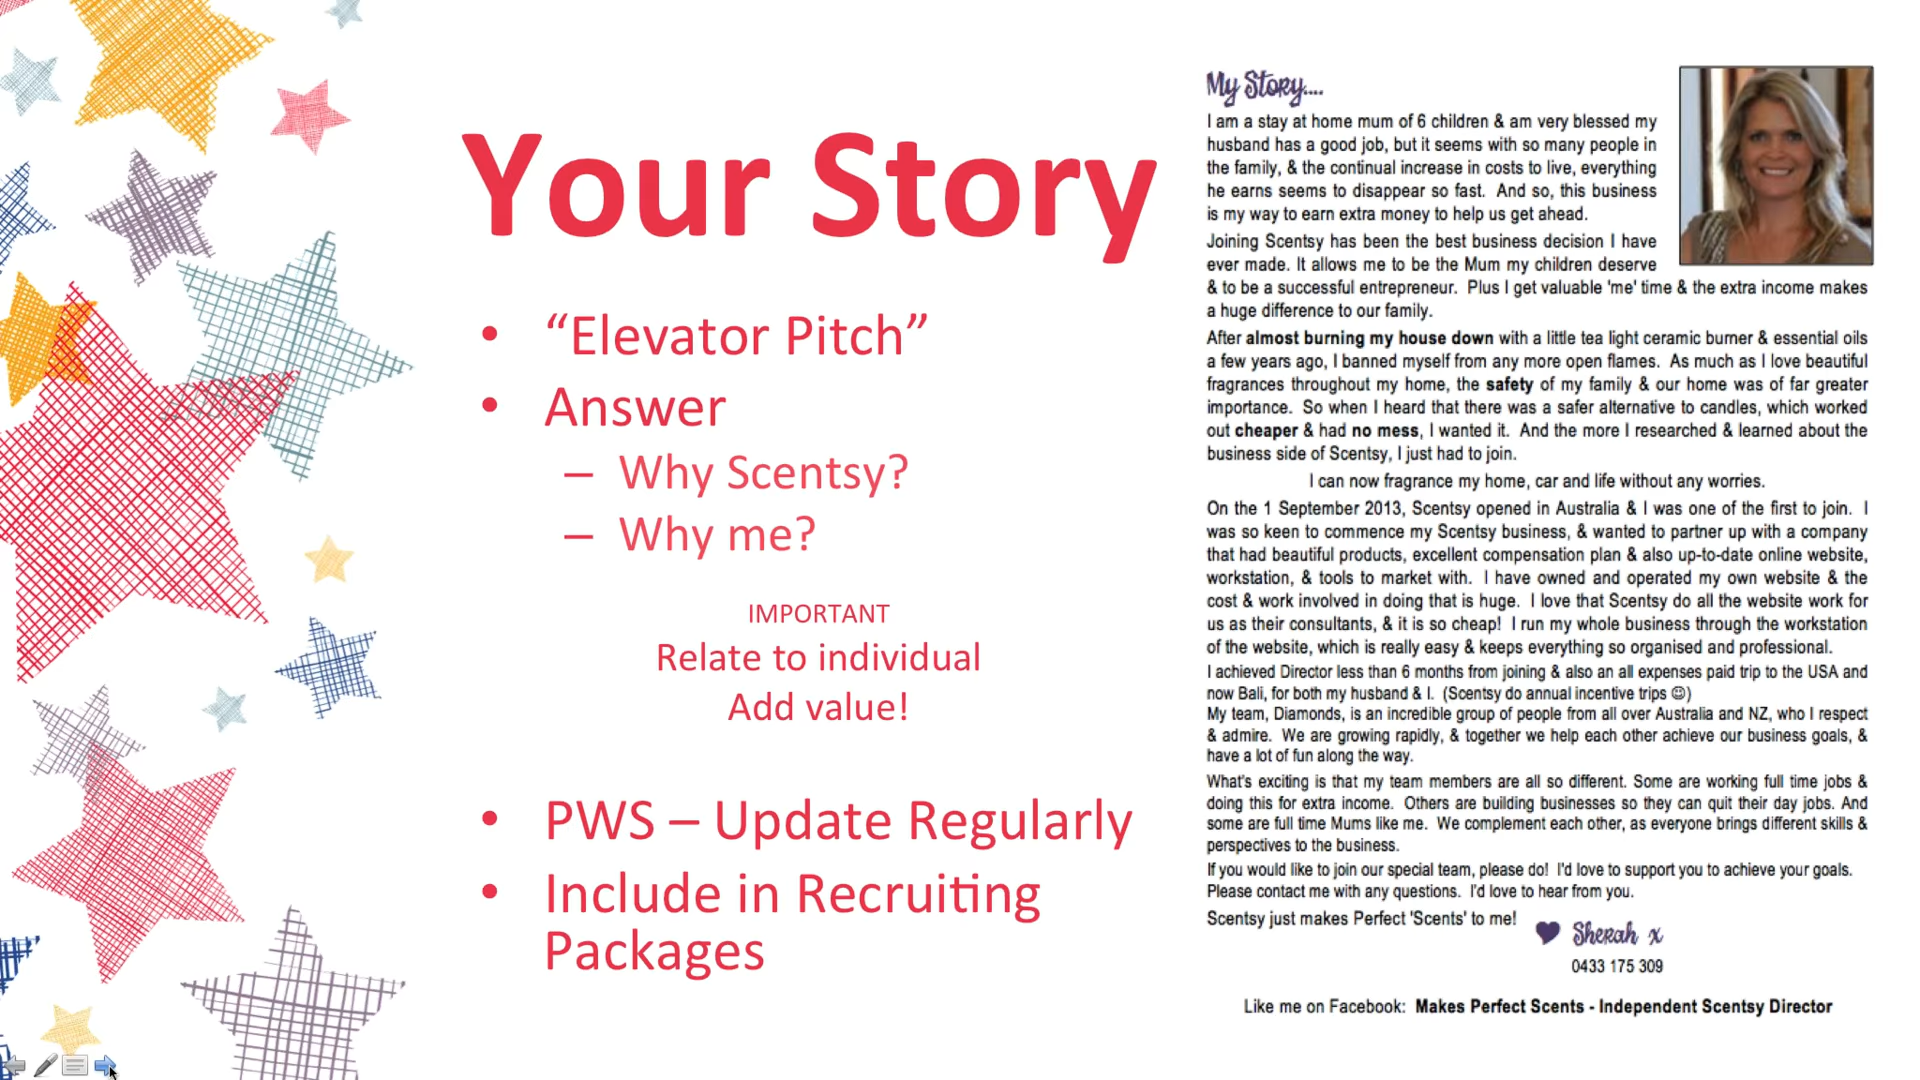 Your Story
• “Elevator Pitch”
• Answer
– Why Scentsy?
– Why me?
IMPORTANT
Relate to individual
Add value!
• PWS – Update Regularly
• Include in Recruiting
Packages
My Story....
I am a stay at home mum of 6 children & am very blessed my
husband has a good job, but it seems with so many people in
the family, & the continual increase in costs to live, everything
he earns seems to disappear so fast. And so, this business
is my way to earn extra money to help us get ahead.
Joining Scentsy has been the best business decision I have
ever made. It allows me to be the Mum my children deserve
& to be a successful entrepreneur. Plus I get valuable 'me' time & the extra income makes
a huge difference to our family.
After almost burning my house down with a little tea light ceramic burner & essential oils
a few years ago, I banned myself from any more open flames. As much as I love beautiful
fragrances throughout my home, the safety of my family & our home was of far greater
importance. So when I heard that there was a safer alternative to candles, which worked
out cheaper & had no mess, I wanted it. And the more I researched & learned about the
business side of Scentsy, I just had to join.
I can now fragrance my home, car and life without any worries.
On the 1 September 2013, Scentsy opened in Australia & I was one of the first to join. I
was so keen to commence my Scentsy business, & wanted to partner up with a company
that had beautiful products, excellent compensation plan & also up-to-date online website,
workstation, & tools to market with. I have owned and operated my own website & the
cost & work involved in doing that is huge. I love that Scentsy do all the website work for
us as their consultants, & it is so cheap! I run my whole business through the workstation
of the website, which is really easy & keeps everything so organised and professional.
I achieved Director less than 6 months from joining & also an all expenses paid trip to the USA and
now Bali, for both my husband & I. (Scentsy do annual incentive trips ☺)
My team, Diamonds, is an incredible group of people from all over Australia and NZ, who I respect
& admire. We are growing rapidly, & together we help each other achieve our business goals, &
have a lot of fun along the way.
What's exciting is that my team members are all so different. Some are working full time jobs &
doing this for extra income. Others are building businesses so they can quit their day jobs. And
some are full time Mums like me. We complement each other, as everyone brings different skills &
perspectives to the business.
If you would like to join our special team, please do! I'd love to support you to achieve your goals.
Please contact me with any questions. I'd love to hear from you.
Scentsy just makes Perfect 'Scents' to me!
Sherah x
0433 175 309
Like me on Facebook: Makes Perfect Scents - Independent Scentsy Director